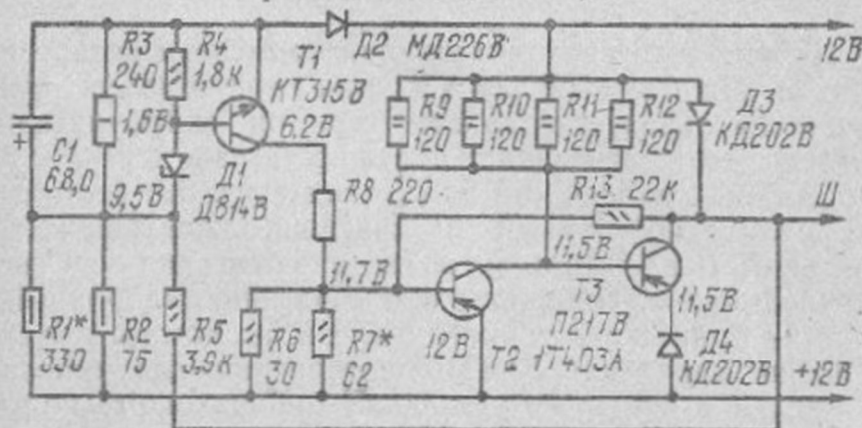 R3
240
R4
1,8к
T1
КТ315В
6,2В
Д2
МД226В
12В
R9
120
R10
120
R11
120
R12
120
Д3
КД202В
1,6В
+
C1
68,0
9,5В
Д1
Д814В
R8 220
R13 22к
Ш
11,7В
11,5В
R1*
330
R2
75
R5
3,9к
R6
30
R7*
62
12В
T2 1Т403А
T3
П217В
11,5В
Д4
КД202В
+12В